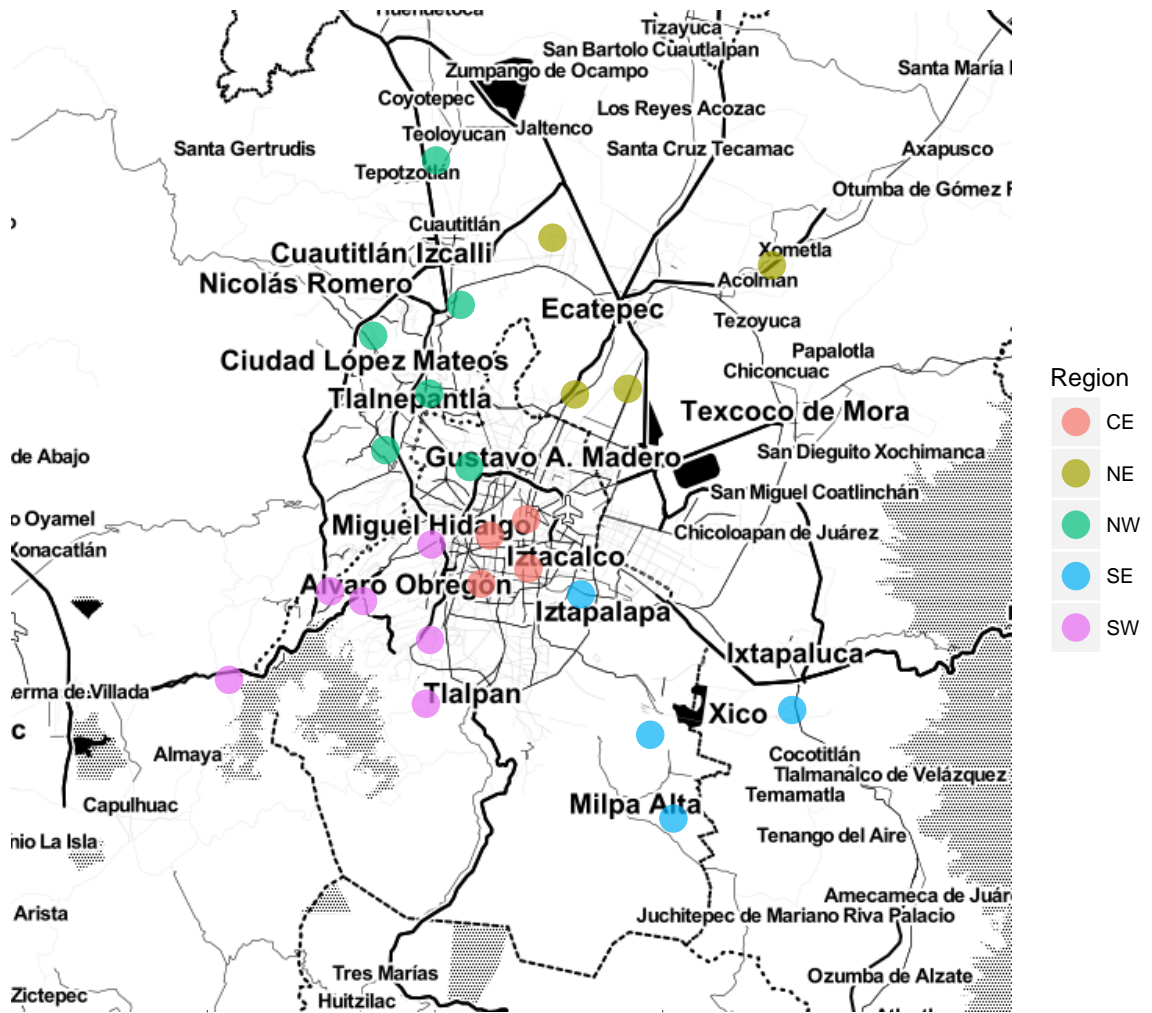 Huehuetoca
Tizayuca
San Bartolo Cuautlalpan
Zumpango de Ocampo
Santa María
Coyotepec
Los Reyes Acozac
Teoloyucan
Jaltenco
Santa Gertrudis
Santa Cruz Tecamac
Axapusco
Tepotzotlán
Otumba de Gómez F
Cuautitlán
Cuautitlán Izcalli
Xometla
Nicolás Romero
Acolman
Ecatepec
Tezoyuca
Ciudad López Mateos
Papalotla
Chiconcuac
Region
Tlalnepantla
Texcoco de Mora
CE
de Abajo
Gustavo A. Madero
San Dieguito Xochimanca
NE
San Miguel Coatlinchán
o Oyamel
Miguel Hidalgo
Chicoloapan de Juárez
NW
Xonacatlán
Iztacalco
Alvaro Obregón
SE
Iztapalapa
SW
Ixtapaluca
erma de Villada
Tlalpan
Xico
c
Almaya
Cocotitlán
Tlalmanalco de Velázquez
Temamatla
Capulhuac
Milpa Alta
nio La Isla
Tenango del Aire
Amecameca de Juár
Arista
Juchitepec de Mariano Riva Palacio
Tres Marías
Ozumba de Alzate
Zictepec
Huitzilac